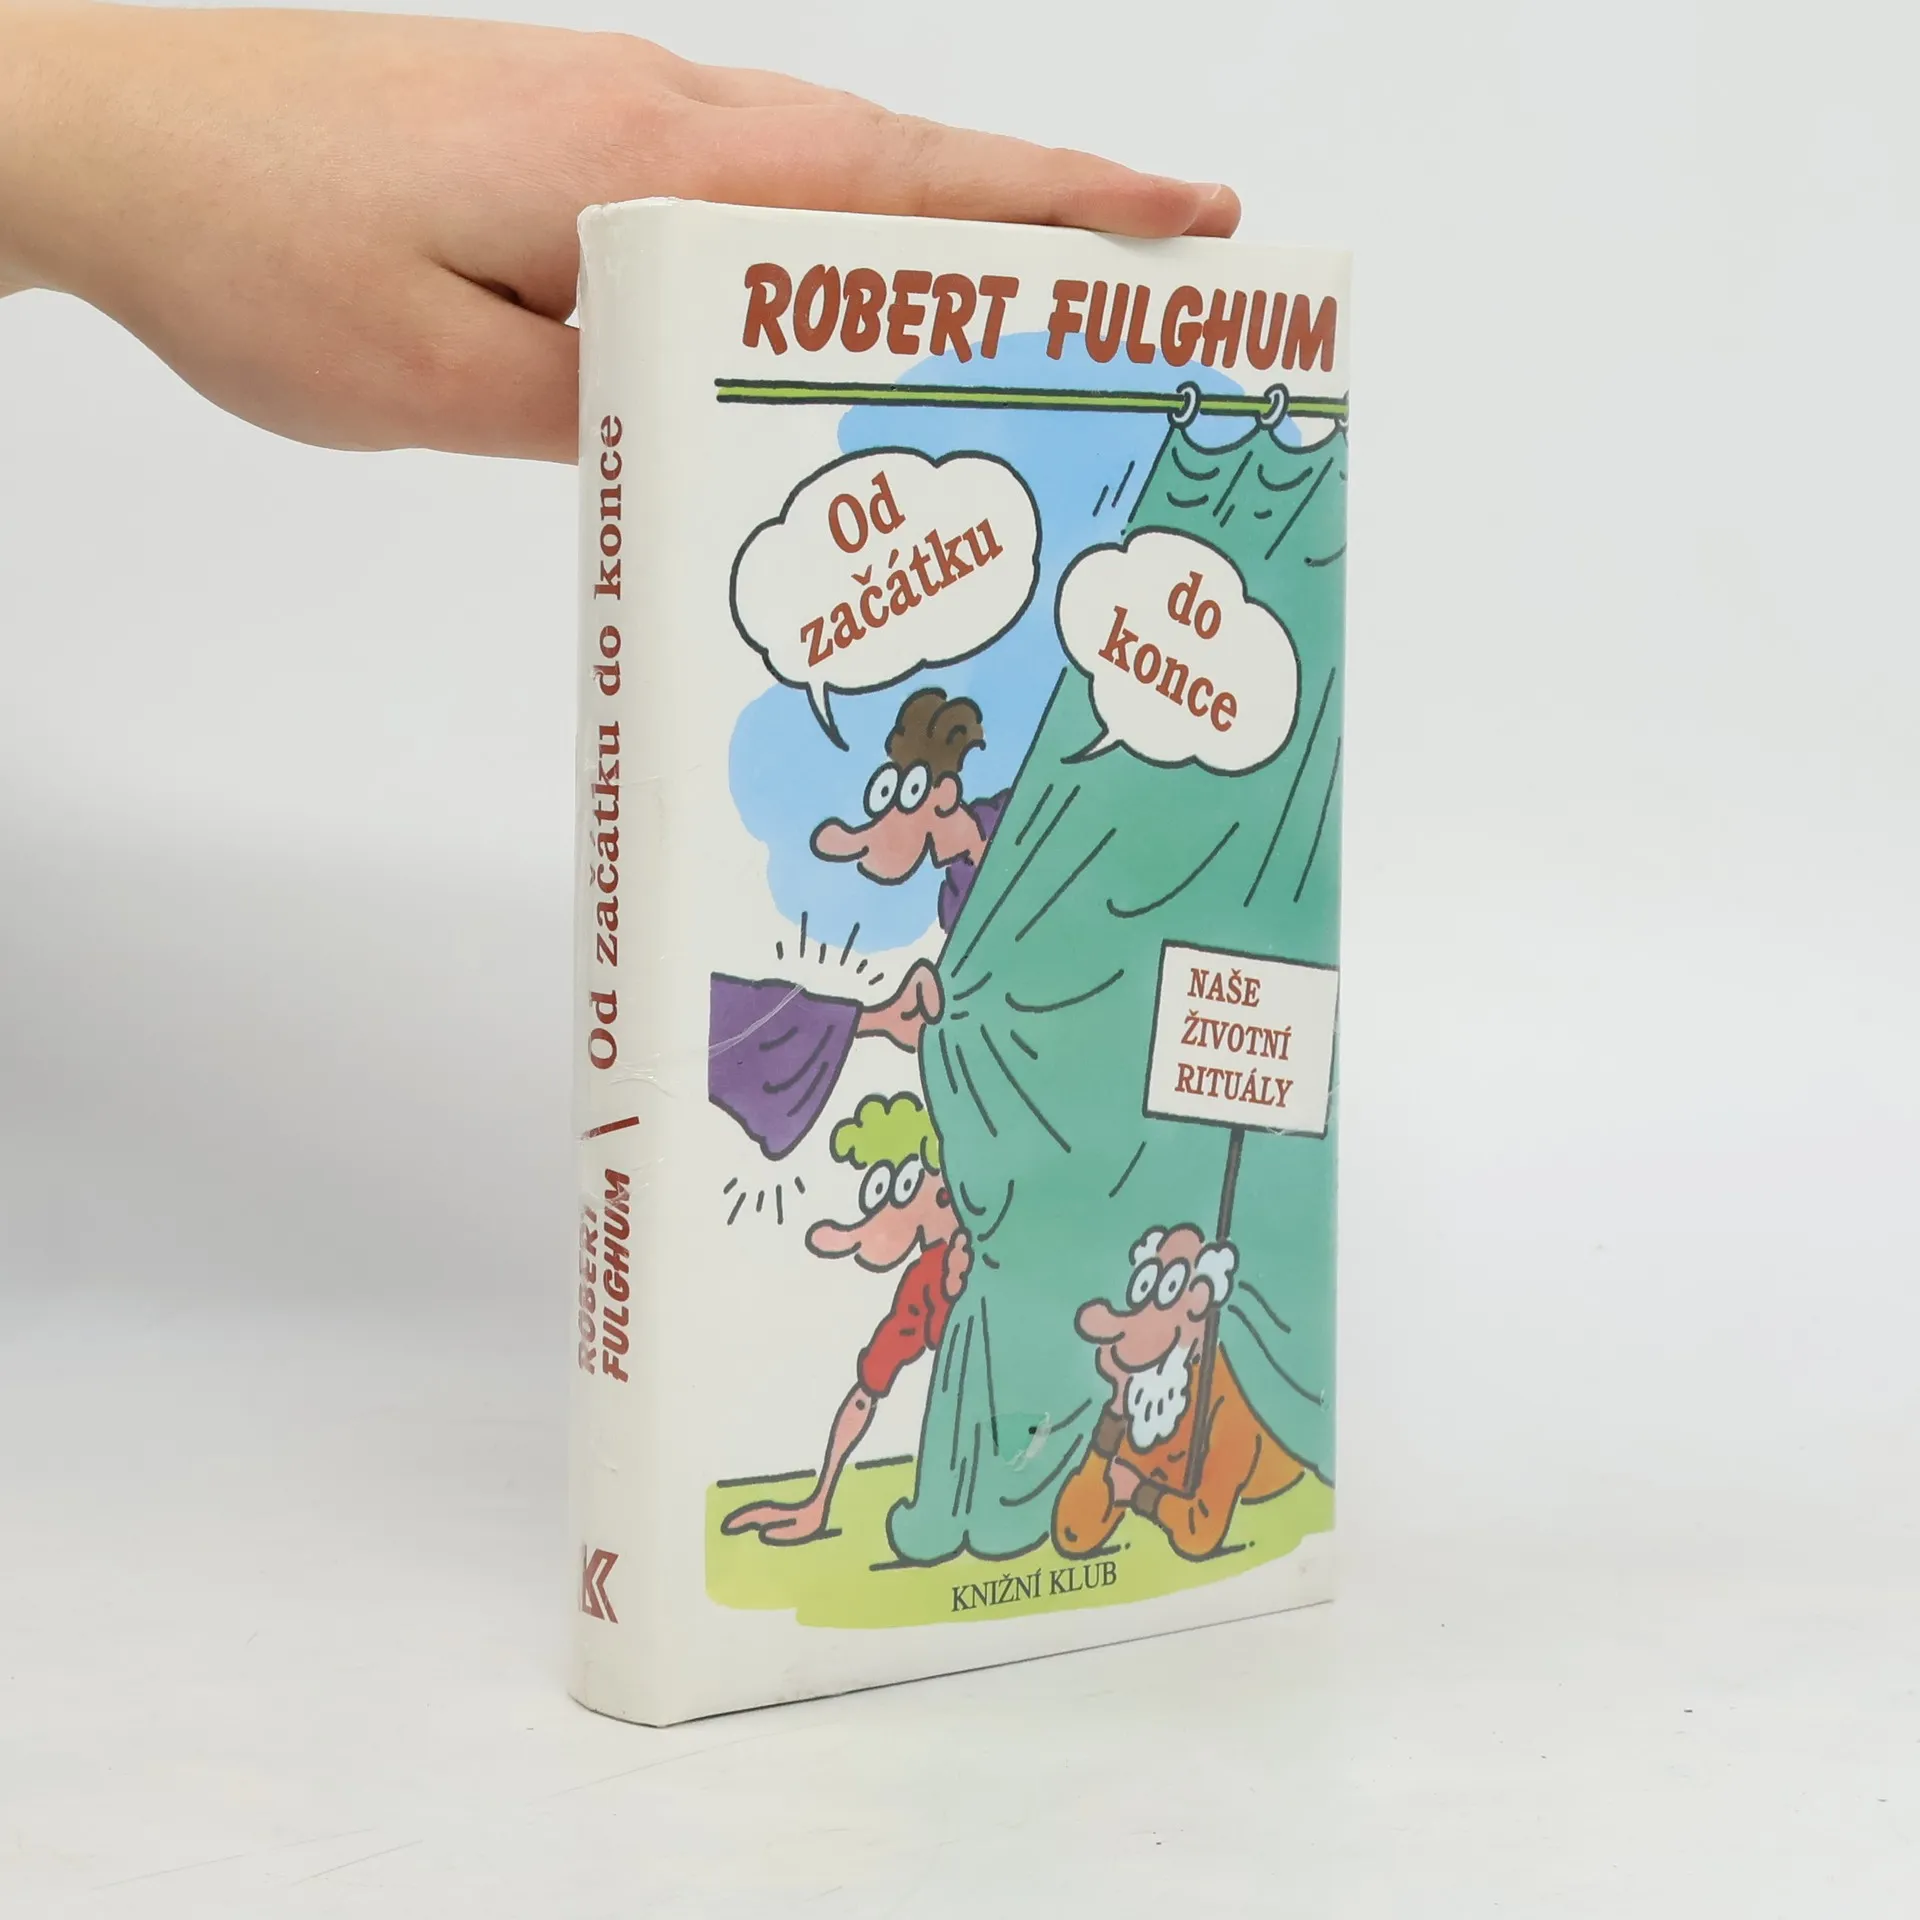 ROBERT FULGHUM
Od
začátku
do
konce
NAŠE
ŽIVOTNÍ
RITUÁLY
KNIŽNÍ KLUB
ROBERT
FULGHUM
\ Od začátku do konce